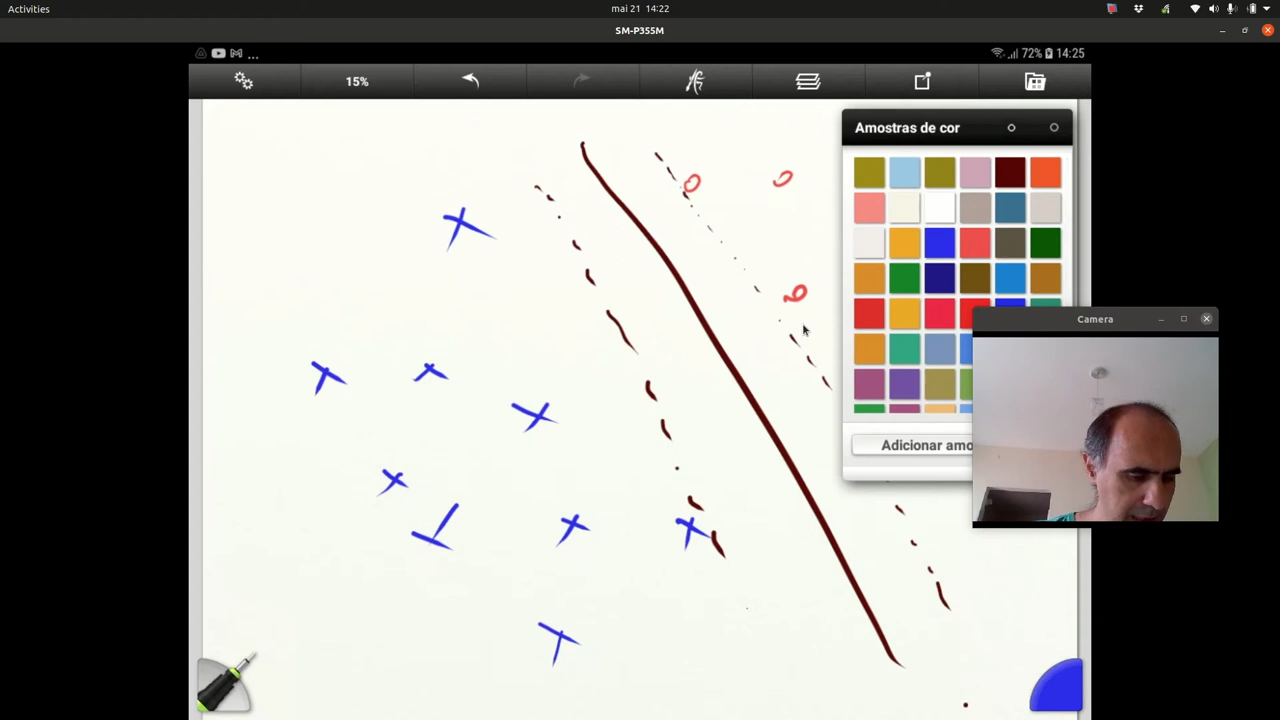 Activities
mai 21 14:22
SM-P355M
...
72%
14:25
15%
Amostras de cor
Camera
Adicionar amo